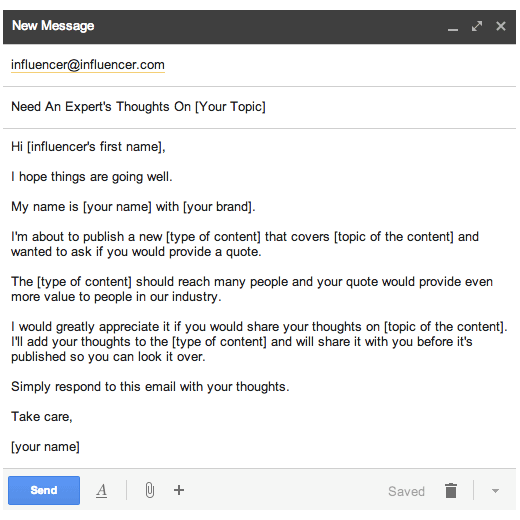 New Message
influencer@influencer.com
Need An Expert's Thoughts On [Your Topic]
Hi [influencer's first name],
I hope things are going well.
My name is [your name] with [your brand].
I'm about to publish a new [type of content] that covers [topic of the content] and
wanted to ask if you would provide a quote.
The [type of content] should reach many people and your quote would provide even
more value to people in our industry.
I would greatly appreciate it if you would share your thoughts on [topic of the content].
I'll add your thoughts to the [type of content] and will share it with you before it's
published so you can look it over.
Simply respond to this email with your thoughts.
Take care,
[your name]
Send A Saved